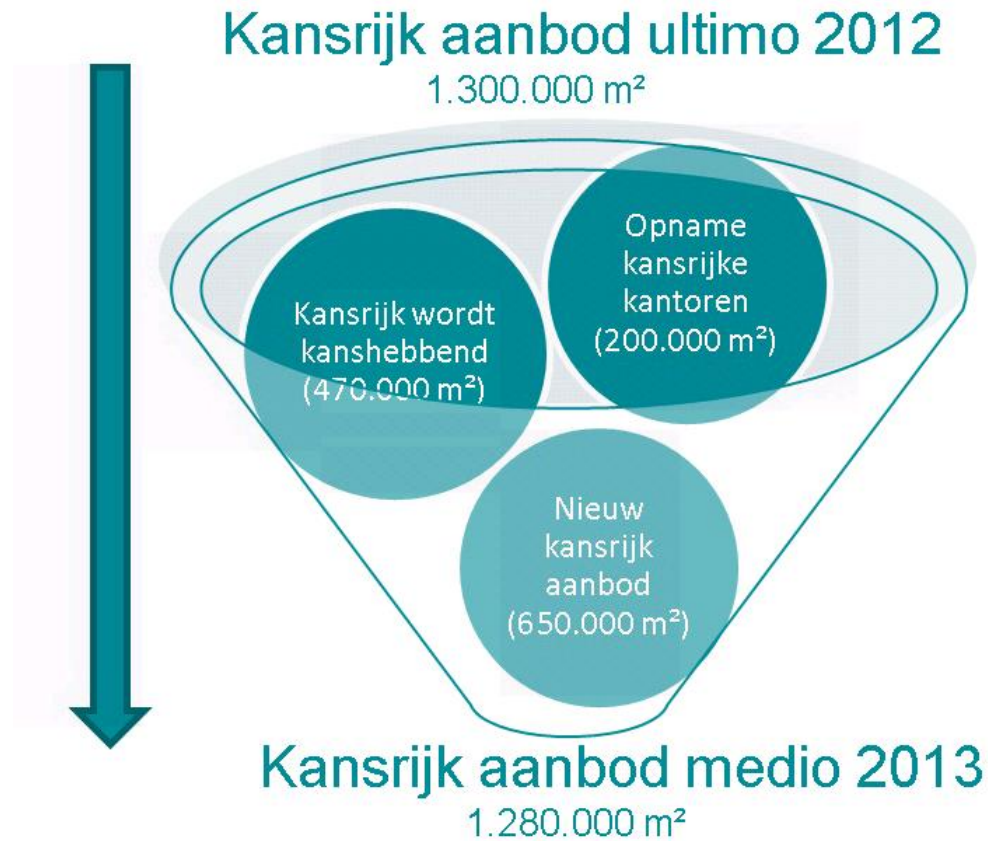 Kansrijk aanbod ultimo 2012
1.300.000 m²
Opname
kansrijke
kantoren
(200.000 m²)
Kansrijk wordt
kanshebbend
(470.000 m²)
Nieuw
kansrijk
aanbod
(650.000 m²)
Kansrijk aanbod medio 2013
1.280.000 m²